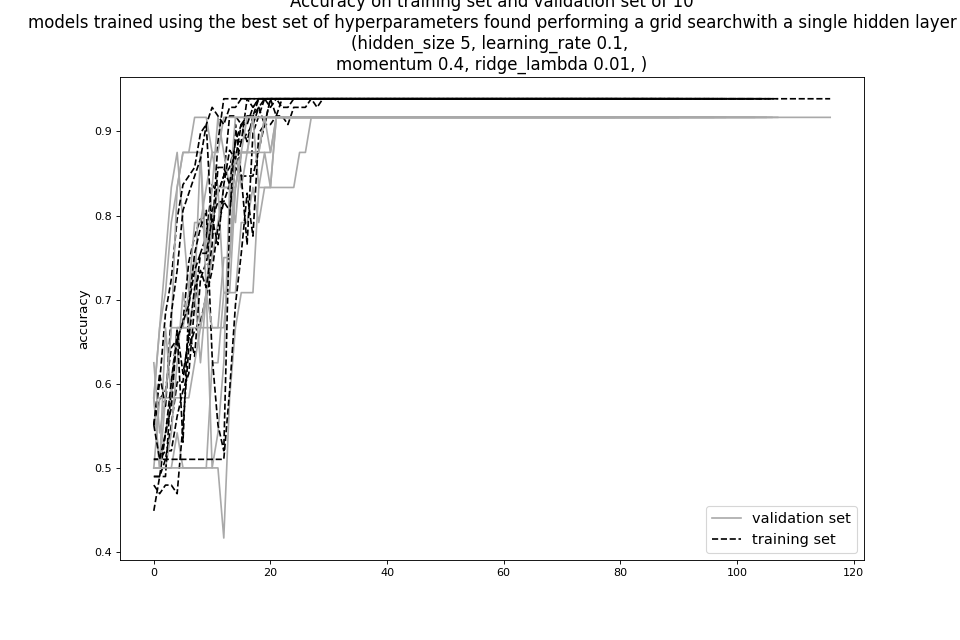 Accuracy on training set and validation set of 10
models trained using the best set of hyperparameters found performing a grid searchwith a single hidden layer
(hidden_size 5, learning_rate 0.1,
momentum 0.4, ridge_lambda 0.01, )
0.9
0.8
0.7
0.6
0.5
0.4
accuracy
validation set
training set
0 20 40 60 80 100 120